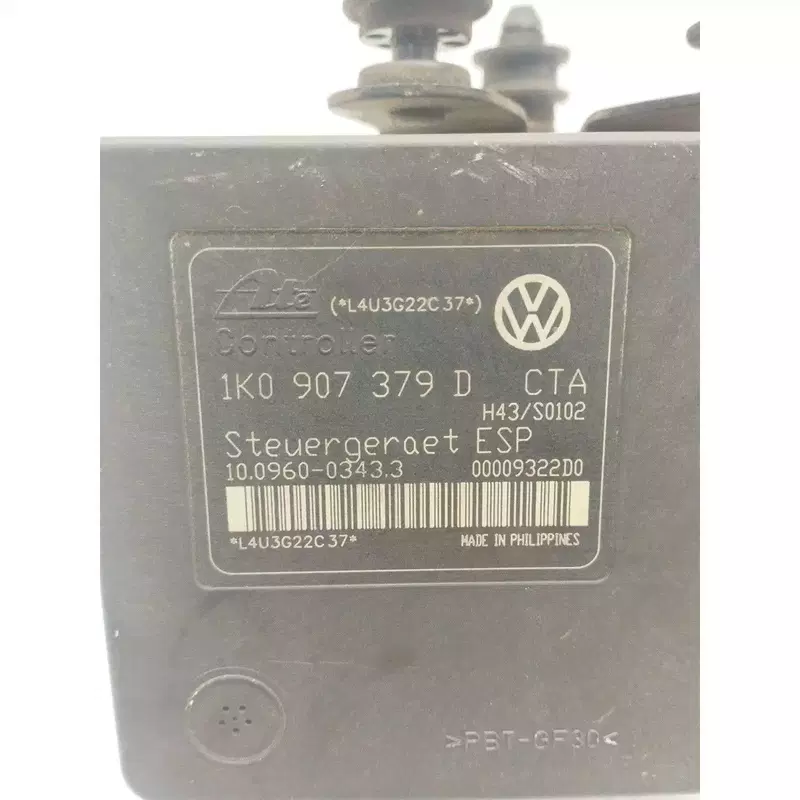 Ate (*L4U3G22C37*)
Controller
1K0 907 379 D CTA
H43/S0102
Steuergeraet ESP
10.0960-0343.3 00009322D0
*L4U3G22C37* MADE IN PHILIPPINES
>PBT-GF30<